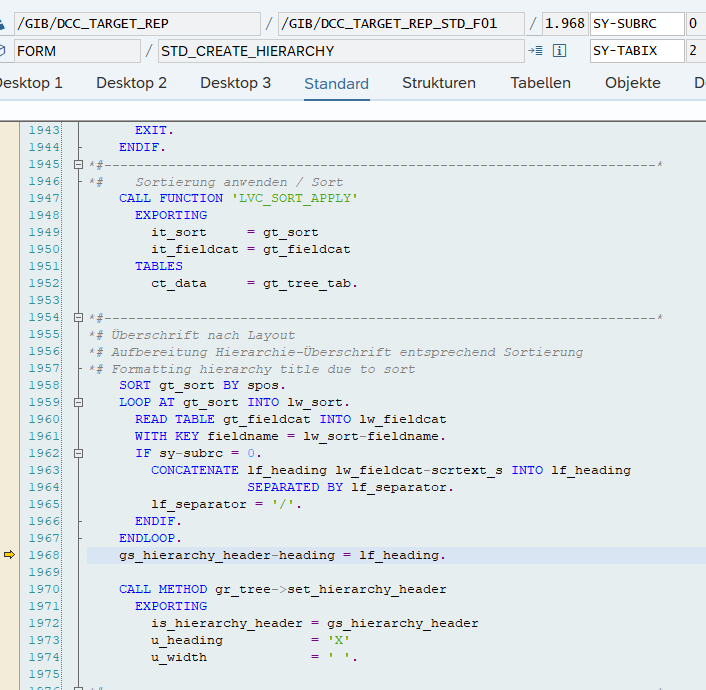 /GIB/DCC_TARGET_REP / /GIB/DCC_TARGET_REP_STD_F01 / 1.968 SY-SUBRC 0
FORM / STD_CREATE_HIERARCHY SY-TABIX 2
Desktop 1 Desktop 2 Desktop 3 Standard Strukturen Tabellen Objekte D
1943 EXIT.
1944 ENDIF.
1945 *#---------------------------------------------------------------------*
1946 *# Sortierung anwenden / Sort
1947 CALL FUNCTION 'LVC_SORT_APPLY'
1948 EXPORTING
1949 it_sort = gt_sort
1950 it_fieldcat = gt_fieldcat
1951 TABLES
1952 ct_data = gt_tree_tab.
1953
1954 *#---------------------------------------------------------------------*
1955 *# Überschrift nach Layout
1956 *# Aufbereitung Hierarchie-Überschrift entsprechend Sortierung
1957 *# Formatting hierarchy title due to sort
1958 SORT gt_sort BY spos.
1959 LOOP AT gt_sort INTO lw_sort.
1960 READ TABLE gt_fieldcat INTO lw_fieldcat
1961 WITH KEY fieldname = lw_sort-fieldname.
1962 IF sy-subrc = 0.
1963 CONCATENATE lf_heading lw_fieldcat-scrtext_s INTO lf_heading
1964 SEPARATED BY lf_separator.
1965 lf_separator = '/'.
1966 ENDIF.
1967 ENDLOOP.
1968 gs_hierarchy_header-heading = lf_heading.
1969
1970 CALL METHOD gr_tree->set_hierarchy_header
1971 EXPORTING
1972 is_hierarchy_header = gs_hierarchy_header
1973 u_heading = 'X'
1974 u_width = ' '.
1975